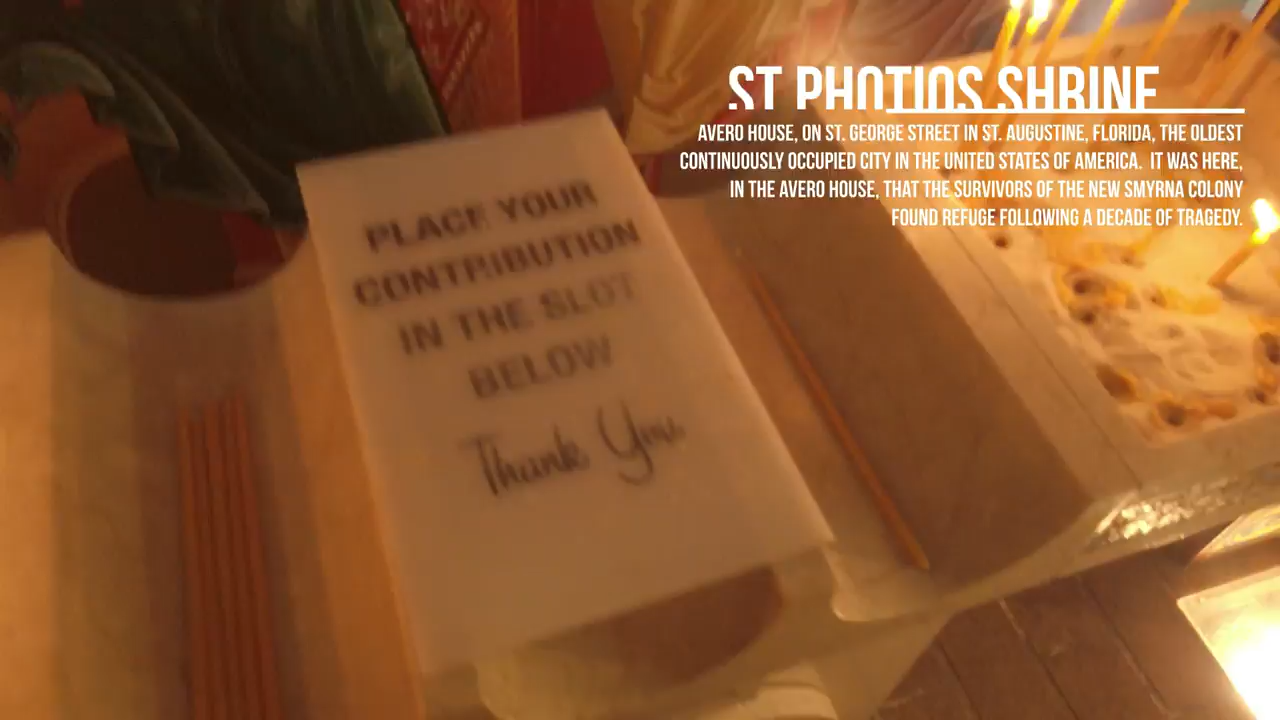 ST PHOTIOS SHRINE
AVERO HOUSE, ON ST. GEORGE STREET IN ST. AUGUSTINE, FLORIDA, THE OLDEST
CONTINUOUSLY OCCUPIED CITY IN THE UNITED STATES OF AMERICA. IT WAS HERE,
IN THE AVERO HOUSE, THAT THE SURVIVORS OF THE NEW SMYRNA COLONY
FOUND REFUGE FOLLOWING A DECADE OF TRAGEDY.
PLACE YOUR
CONTRIBUTION
IN THE SLOT
BELOW
Thank You